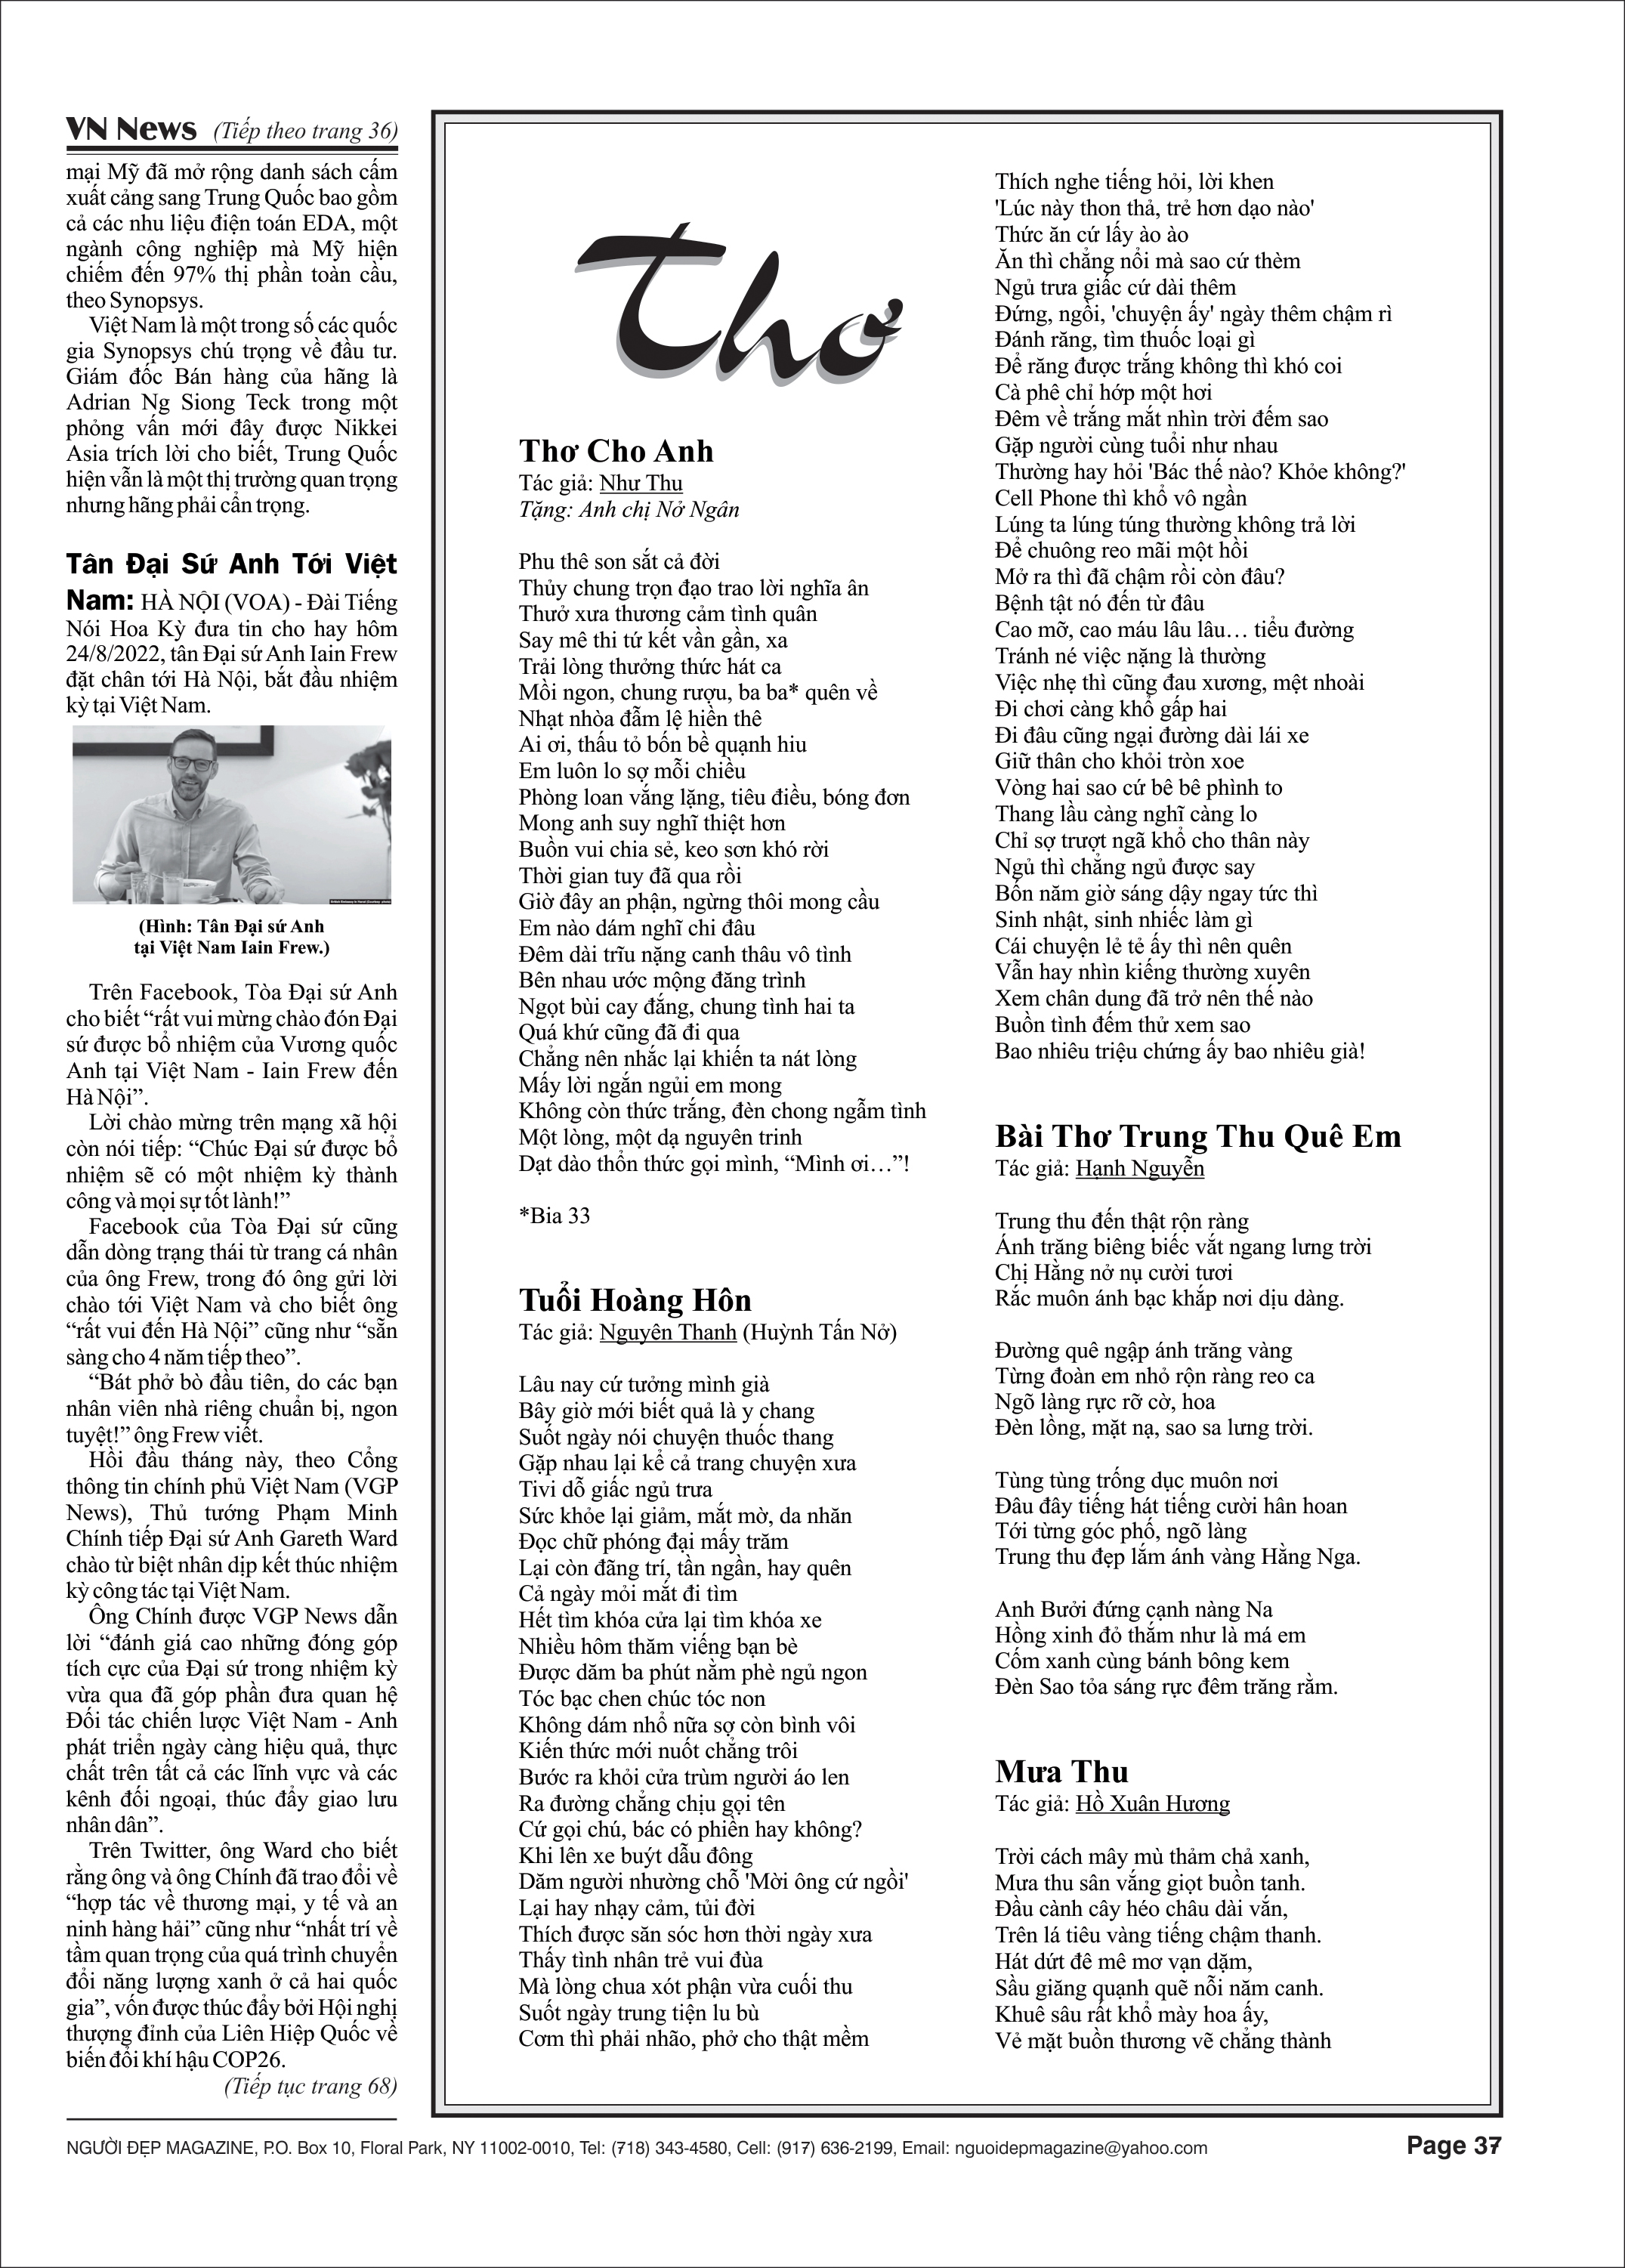 VN News (Tiếp theo trang 36)
mại Mỹ đã mở rộng danh sách cấm
xuất cảng sang Trung Quốc bao gồm
cả các nhu liệu điện toán EDA, một
ngành công nghiệp mà Mỹ hiện
chiếm đến 97% thị phần toàn cầu,
theo Synopsys.
Việt Nam là một trong số các quốc
gia Synopsys chú trọng về đầu tư.
Giám đốc Bán hàng của hãng là
Adrian Ng Siong Teck trong một
phỏng vấn mới đây được Nikkei
Asia trích lời cho biết, Trung Quốc
hiện vẫn là một thị trường quan trọng
nhưng hãng phải cẩn trọng.
Tân Đại Sứ Anh Tới Việt
Nam: HÀ NỘI (VOA) - Đài Tiếng
Nói Hoa Kỳ đưa tin cho hay hôm
24/8/2022, tân Đại sứ Anh Iain Frew
đặt chân tới Hà Nội, bắt đầu nhiệm
kỳ tại Việt Nam.
(Hình: Tân Đại sứ Anh
tại Việt Nam Iain Frew.)
Trên Facebook, Tòa Đại sứ Anh
cho biết “rất vui mừng chào đón Đại
sứ được bổ nhiệm của Vương quốc
Anh tại Việt Nam - Iain Frew đến
Hà Nội”.
Lời chào mừng trên mạng xã hội
còn nói tiếp: “Chúc Đại sứ được bổ
nhiệm sẽ có một nhiệm kỳ thành
công và mọi sự tốt lành!”
Facebook của Tòa Đại sứ cũng
dẫn dòng trạng thái từ trang cá nhân
của ông Frew, trong đó ông gửi lời
chào tới Việt Nam và cho biết ông
“rất vui đến Hà Nội” cũng như “sẵn
sàng cho 4 năm tiếp theo”.
“Bát phở bò đầu tiên, do các bạn
nhân viên nhà riêng chuẩn bị, ngon
tuyệt!” ông Frew viết.
Hồi đầu tháng này, theo Cổng
thông tin chính phủ Việt Nam (VGP
News), Thủ tướng Phạm Minh
Chính tiếp Đại sứ Anh Gareth Ward
chào từ biệt nhân dịp kết thúc nhiệm
kỳ công tác tại Việt Nam.
Ông Chính được VGP News dẫn
lời “đánh giá cao những đóng góp
tích cực của Đại sứ trong nhiệm kỳ
vừa qua đã góp phần đưa quan hệ
Đối tác chiến lược Việt Nam - Anh
phát triển ngày càng hiệu quả, thực
chất trên tất cả các lĩnh vực và các
kênh đối ngoại, thúc đẩy giao lưu
nhân dân”.
Trên Twitter, ông Ward cho biết
rằng ông và ông Chính đã trao đổi về
“hợp tác về thương mại, y tế và an
ninh hàng hải” cũng như “nhất trí về
tầm quan trọng của quá trình chuyển
đổi năng lượng xanh ở cả hai quốc
gia”, vốn được thúc đẩy bởi Hội nghị
thượng đỉnh của Liên Hiệp Quốc về
biến đổi khí hậu COP26.
(Tiếp tục trang 68)
Thơ
Thơ Cho Anh
Tác giả: Như Thu
Tặng: Anh chị Nở Ngân
Phu thê son sắt cả đời
Thủy chung trọn đạo trao lời nghĩa ân
Thuở xưa thương cảm tình quân
Say mê thi tứ kết vần gần, xa
Trải lòng thưởng thức hát ca
Mồi ngon, chung rượu, ba ba* quên về
Nhạt nhòa đẫm lệ hiền thê
Ai ơi, thấu tỏ bốn bề quạnh hiu
Em luôn lo sợ mỗi chiều
Phòng loan vắng lặng, tiêu điều, bóng đơn
Mong anh suy nghĩ thiệt hơn
Buồn vui chia sẻ, keo sơn khó rời
Thời gian tuy đã qua rồi
Giờ đây an phận, ngừng thôi mong cầu
Em nào dám nghĩ chi đâu
Đêm dài trĩu nặng canh thâu vô tình
Bên nhau ước mộng đăng trình
Ngọt bùi cay đắng, chung tình hai ta
Quá khứ cũng đã đi qua
Chẳng nên nhắc lại khiến ta nát lòng
Mấy lời ngắn ngủi em mong
Không còn thức trắng, đèn chong ngẫm tình
Một lòng, một dạ nguyên trinh
Dạt dào thổn thức gọi mình, “Mình ơi…”!
*Bia 33
Tuổi Hoàng Hôn
Tác giả: Nguyên Thanh (Huỳnh Tấn Nở)
Lâu nay cứ tưởng mình già
Bây giờ mới biết quả là y chang
Suốt ngày nói chuyện thuốc thang
Gặp nhau lại kể cả trang chuyện xưa
Tivi dỗ giấc ngủ trưa
Sức khỏe lại giảm, mắt mờ, da nhăn
Đọc chữ phóng đại mấy trăm
Lại còn đãng trí, tần ngần, hay quên
Cả ngày mỏi mắt đi tìm
Hết tìm khóa cửa lại tìm khóa xe
Nhiều hôm thăm viếng bạn bè
Được dăm ba phút nằm phè ngủ ngon
Tóc bạc chen chúc tóc non
Không dám nhổ nữa sợ còn bình vôi
Kiến thức mới nuốt chẳng trôi
Bước ra khỏi cửa trùm người áo len
Ra đường chẳng chịu gọi tên
Cứ gọi chú, bác có phiền hay không?
Khi lên xe buýt dẫu đông
Dăm người nhường chỗ 'Mời ông cứ ngồi'
Lại hay nhạy cảm, tủi đời
Thích được săn sóc hơn thời ngày xưa
Thấy tình nhân trẻ vui đùa
Mà lòng chua xót phận vừa cuối thu
Suốt ngày trung tiện lu bù
Cơm thì phải nhão, phở cho thật mềm
Thích nghe tiếng hỏi, lời khen
'Lúc này thon thả, trẻ hơn dạo nào'
Thức ăn cứ lấy ào ào
Ăn thì chẳng nổi mà sao cứ thèm
Ngủ trưa giấc cứ dài thêm
Đứng, ngồi, 'chuyện ấy' ngày thêm chậm rì
Đánh răng, tìm thuốc loại gì
Để răng được trắng không thì khó coi
Cà phê chỉ hớp một hơi
Đêm về trắng mắt nhìn trời đếm sao
Gặp người cùng tuổi như nhau
Thường hay hỏi 'Bác thế nào? Khỏe không?'
Cell Phone thì khổ vô ngần
Lúng ta lúng túng thường không trả lời
Để chuông reo mãi một hồi
Mở ra thì đã chậm rồi còn đâu?
Bệnh tật nó đến từ đâu
Cao mỡ, cao máu lâu lâu… tiểu đường
Tránh né việc nặng là thường
Việc nhẹ thì cũng đau xương, mệt nhoài
Đi chơi càng khổ gấp hai
Đi đâu cũng ngại đường dài lái xe
Giữ thân cho khỏi tròn xoe
Vòng hai sao cứ bê bê phình to
Thang lầu càng nghĩ càng lo
Chỉ sợ trượt ngã khổ cho thân này
Ngủ thì chẳng ngủ được say
Bốn năm giờ sáng dậy ngay tức thì
Sinh nhật, sinh nhiếc làm gì
Cái chuyện lẻ tẻ ấy thì nên quên
Vẫn hay nhìn kiếng thường xuyên
Xem chân dung đã trở nên thế nào
Buồn tình đếm thử xem sao
Bao nhiêu triệu chứng ấy bao nhiêu già!
Bài Thơ Trung Thu Quê Em
Tác giả: Hạnh Nguyễn
Trung thu đến thật rộn ràng
Ánh trăng biêng biếc vắt ngang lưng trời
Chị Hằng nở nụ cười tươi
Rắc muôn ánh bạc khắp nơi dịu dàng.
Đường quê ngập ánh trăng vàng
Từng đoàn em nhỏ rộn ràng reo ca
Ngõ làng rực rỡ cờ, hoa
Đèn lồng, mặt nạ, sao sa lưng trời.
Tùng tùng trống dục muôn nơi
Đâu đây tiếng hát tiếng cười hân hoan
Tới từng góc phố, ngõ làng
Trung thu đẹp lắm ánh vàng Hằng Nga.
Anh Bưởi đứng cạnh nàng Na
Hồng xinh đỏ thắm như là má em
Cốm xanh cùng bánh bông kem
Đèn Sao tỏa sáng rực đêm trăng rằm.
Mưa Thu
Tác giả: Hồ Xuân Hương
Trời cách mây mù thảm chả xanh,
Mưa thu sân vắng giọt buồn tanh.
Đầu cành cây héo châu dài vắn,
Trên lá tiêu vàng tiếng chậm thanh.
Hát dứt đê mê mơ vạn dặm,
Sầu giăng quạnh quẽ nỗi năm canh.
Khuê sâu rất khổ mày hoa ấy,
Vẻ mặt buồn thương vẽ chẳng thành
NGƯỜI ĐẸP MAGAZINE, P.O. Box 10, Floral Park, NY 11002-0010, Tel: (718) 343-4580, Cell: (917) 636-2199, Email: nguoidepmagazine@yahoo.com Page 37